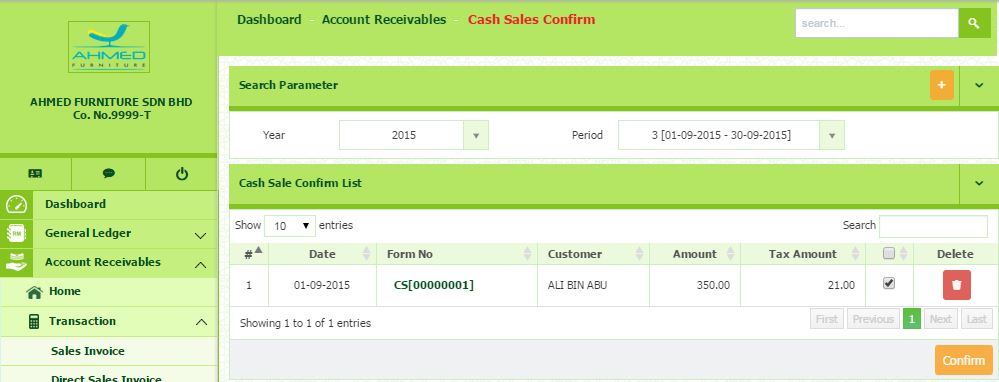 AHMED
FURNITURE
AHMED FURNITURE SDN BHD
Co. No.9999-T
RM
Dashboard
General Ledger
Account Receivables
Home
Transaction
Sales Invoice
Direct Sales Invoice
Dashboard - Account Receivables - Cash Sales Confirm
search...
Search Parameter +
Year 2015 Period 3 [01-09-2015 - 30-09-2015]
Cash Sale Confirm List
Show 10 entries Search
# Date Form No Customer Amount Tax Amount Delete
1 01-09-2015 CS[00000001] ALI BIN ABU 350.00 21.00
Showing 1 to 1 of 1 entries First Previous 1 Next Last
Confirm